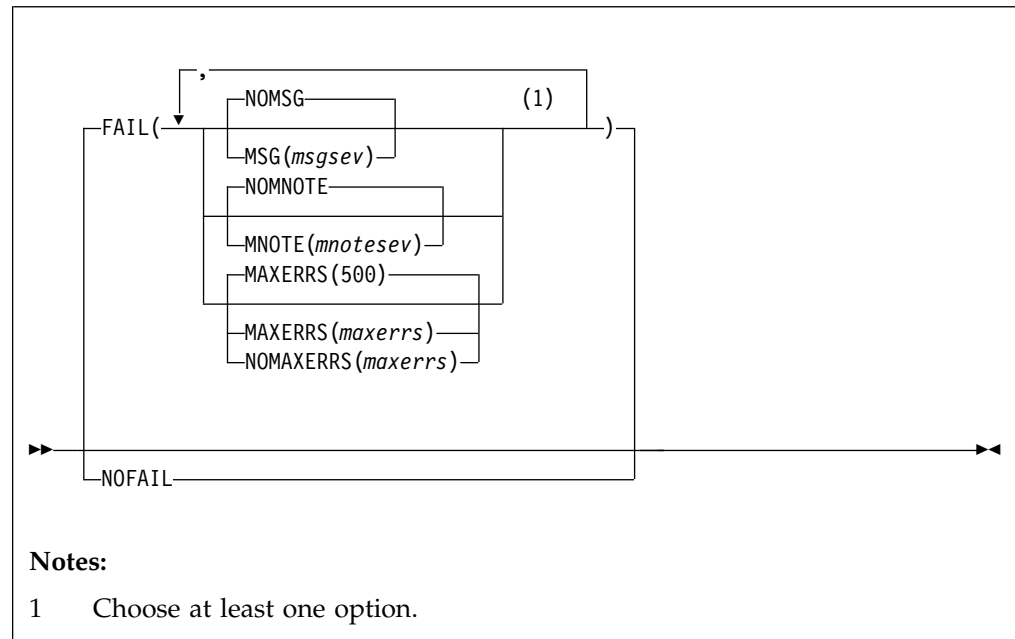 ,
NOMSG (1)
FAIL( )
MSG(msgsev)
NOMNOTE
MNOTE(mnotesev)
MAXERRS(500)
MAXERRS(maxerrs)
NOMAXERRS(maxerrs)
NOFAIL
Notes:
1 Choose at least one option.